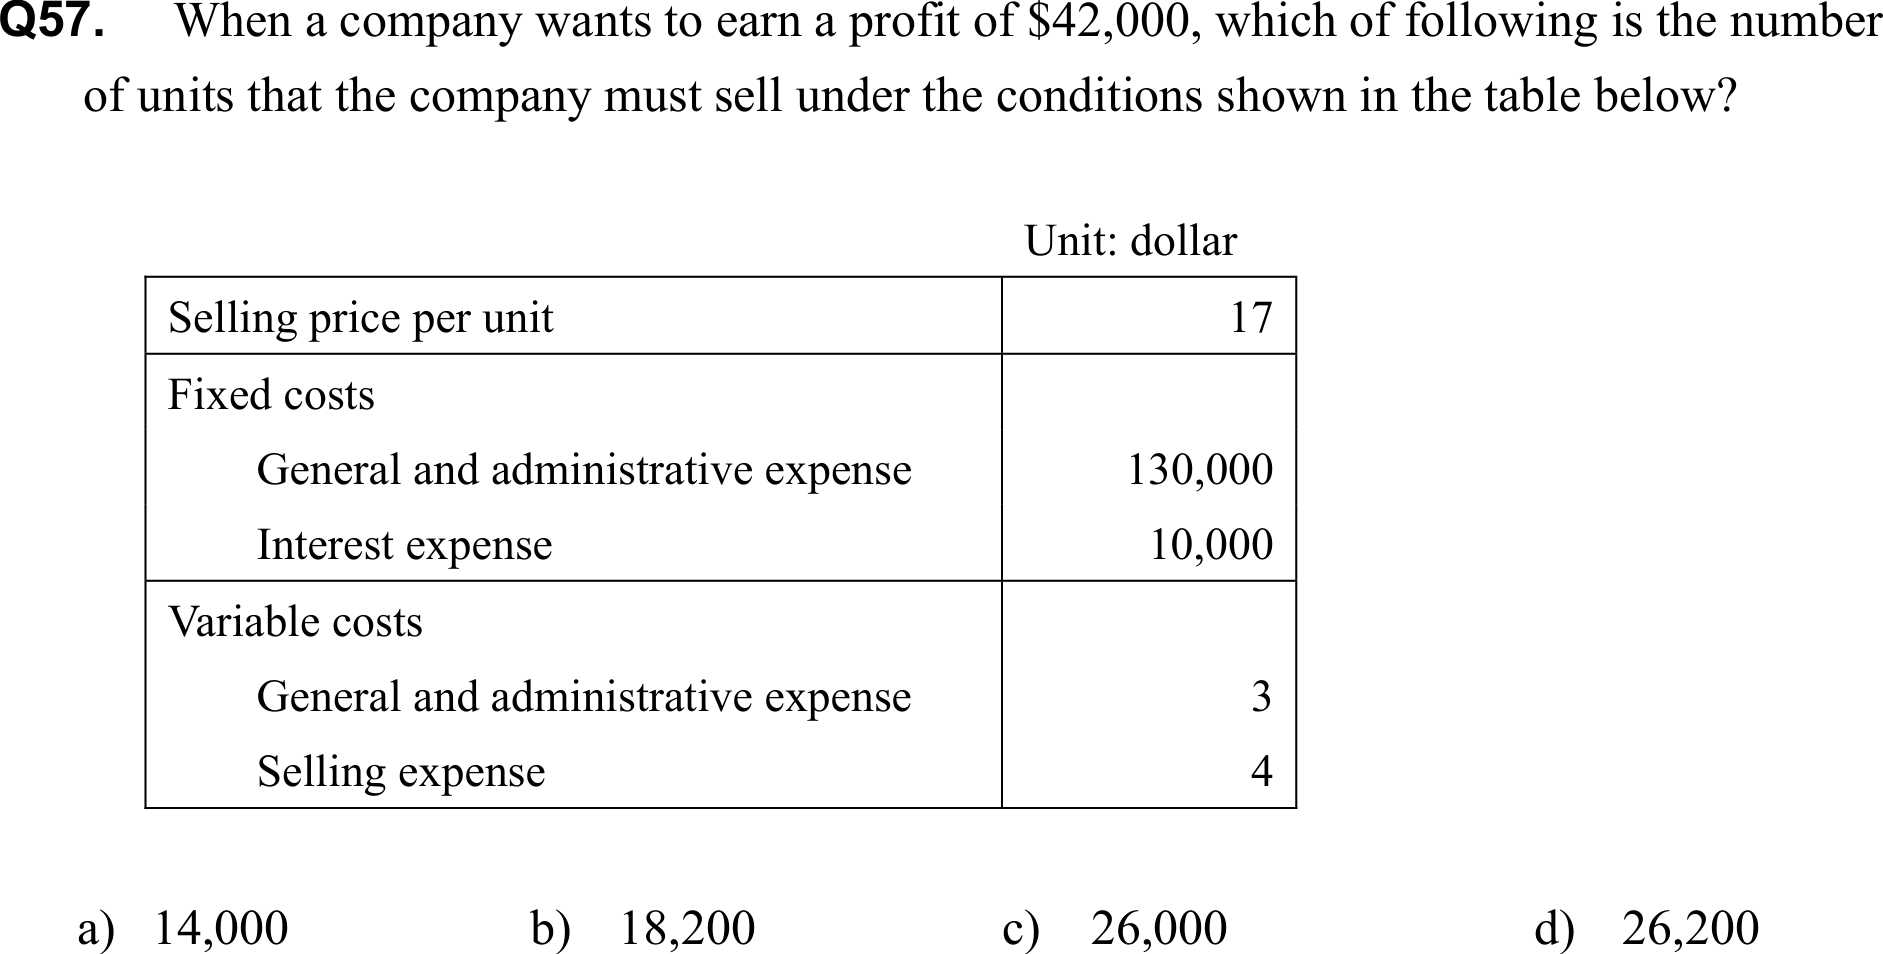 Q57. When a company wants to earn a profit of $42,000, which of following is the number
of units that the company must sell under the conditions shown in the table below?
Unit: dollar
Selling price per unit 17
Fixed costs
General and administrative expense 130,000
Interest expense 10,000
Variable costs
General and administrative expense 3
Selling expense 4
a) 14,000 b) 18,200 c) 26,000 d) 26,200